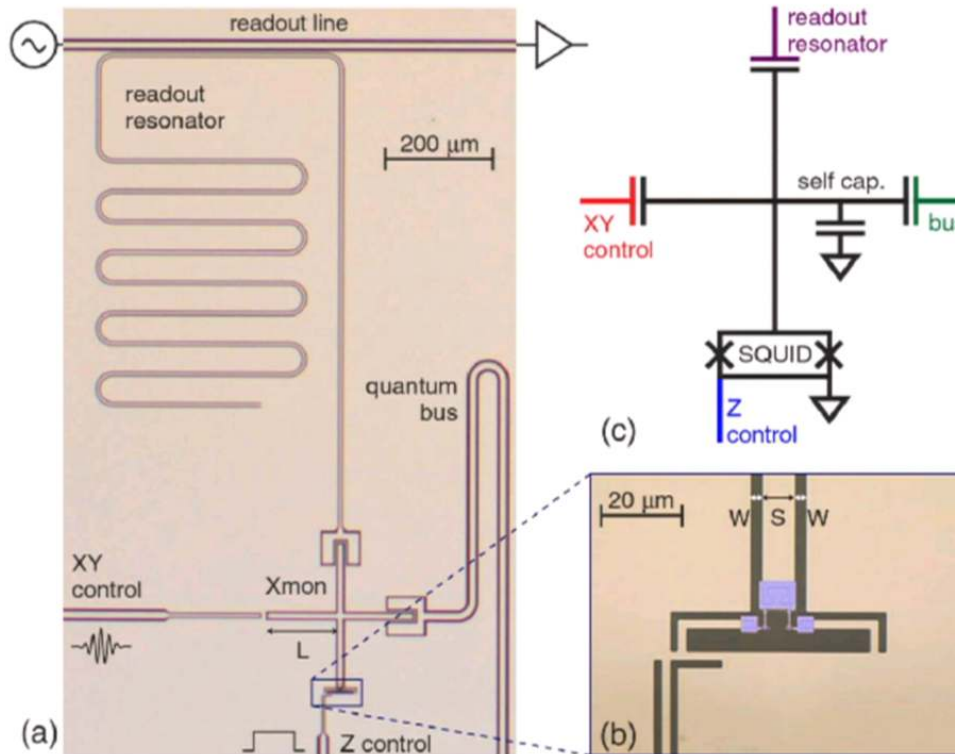 readout line
readout
resonator
200 μm
quantum
bus
XY
control
Xmon
L
Z control
(a)
readout
resonator
self cap.
XY
control
bu
SQUID
Z
control
(c)
20 μm
W S W
(b)